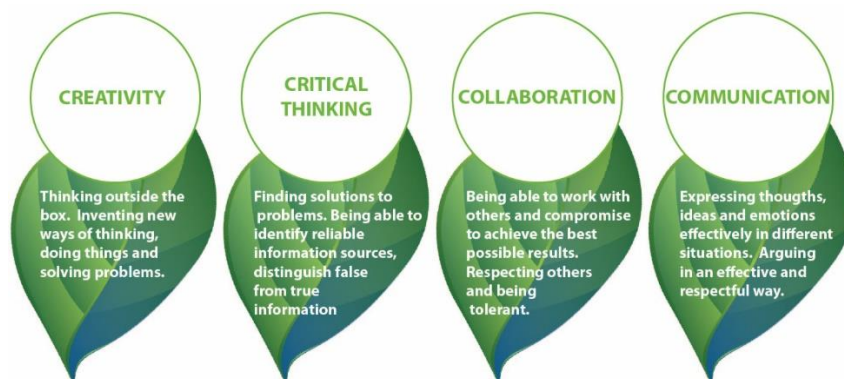 CREATIVITY
Thinking outside the
box. Inventing new
ways of thinking,
doing things and
solving problems.
CRITICAL
THINKING
Finding solutions to
problems. Being able to
identify reliable
information sources,
distinguish false
from true
information
COLLABORATION
Being able to work with
others and compromise
to achieve the best
possible results.
Respecting others
and being
tolerant.
COMMUNICATION
Expressing thougths,
ideas and emotions
effectively in different
situations. Arguing
in an effective and
respectful way.